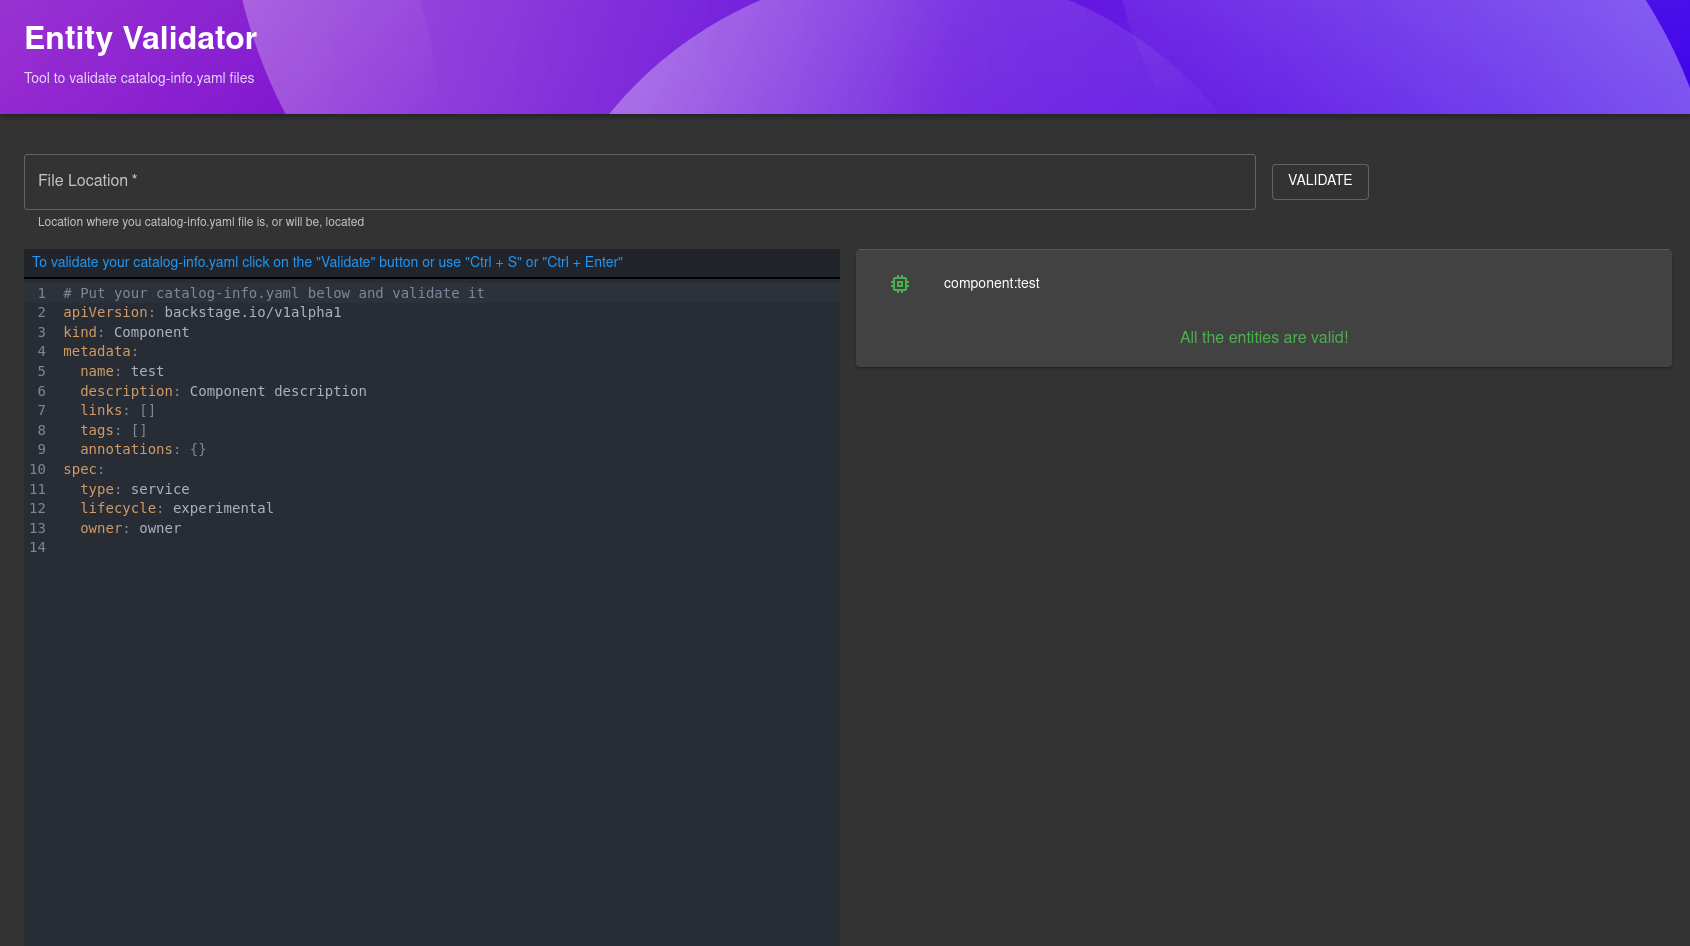 Entity Validator
Tool to validate catalog-info.yaml files
File Location *
VALIDATE
Location where you catalog-info.yaml file is, or will be, located
To validate your catalog-info.yaml click on the "Validate" button or use "Ctrl + S" or "Ctrl + Enter"
1 # Put your catalog-info.yaml below and validate it
2 apiVersion: backstage.io/v1alpha1
3 kind: Component
4 metadata:
5   name: test
6   description: Component description
7   links: []
8   tags: []
9   annotations: {}
10 spec:
11   type: service
12   lifecycle: experimental
13   owner: owner
14
component:test
All the entities are valid!